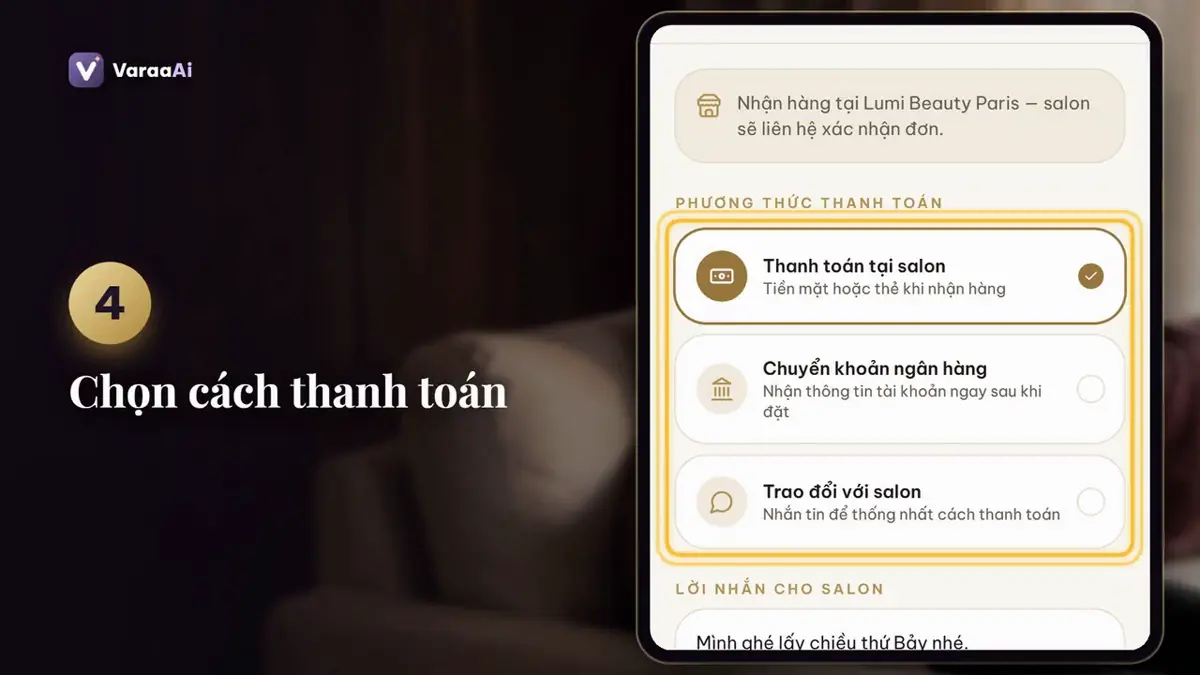 VaraaAi
4
Chọn cách thanh toán
Nhận hàng tại Lumi Beauty Paris — salon
sẽ liên hệ xác nhận đơn.
PHƯƠNG THỨC THANH TOÁN
Thanh toán tại salon
Tiền mặt hoặc thẻ khi nhận hàng
Chuyển khoản ngân hàng
Nhận thông tin tài khoản ngay sau khi
đặt
Trao đổi với salon
Nhắn tin để thống nhất cách thanh toán
LỜI NHẮN CHO SALON
Mình ghé lấy chiều thứ Bảy nhé.